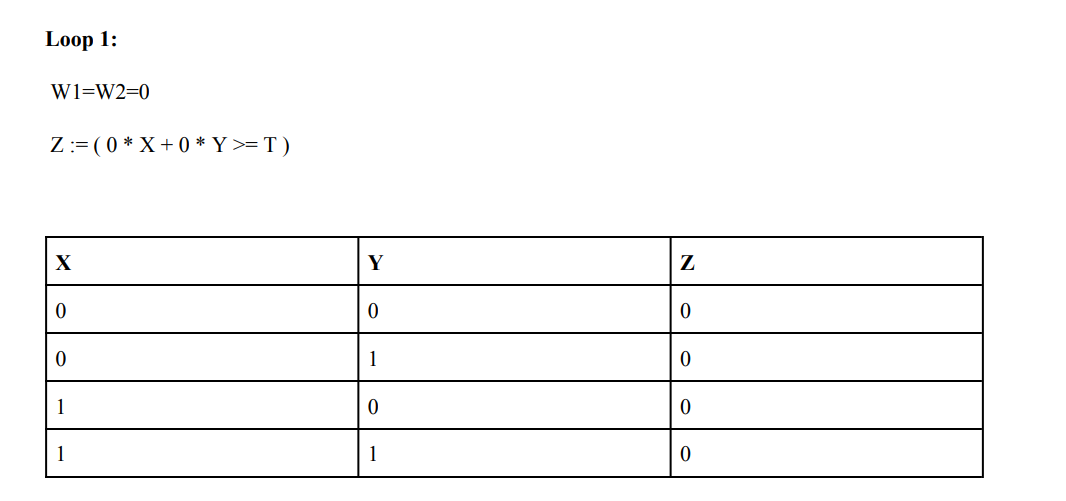 Loop 1:
W1=W2=0
Z := ( 0 * X + 0 * Y >= T )
X Y Z
0 0 0
0 1 0
1 0 0
1 1 0